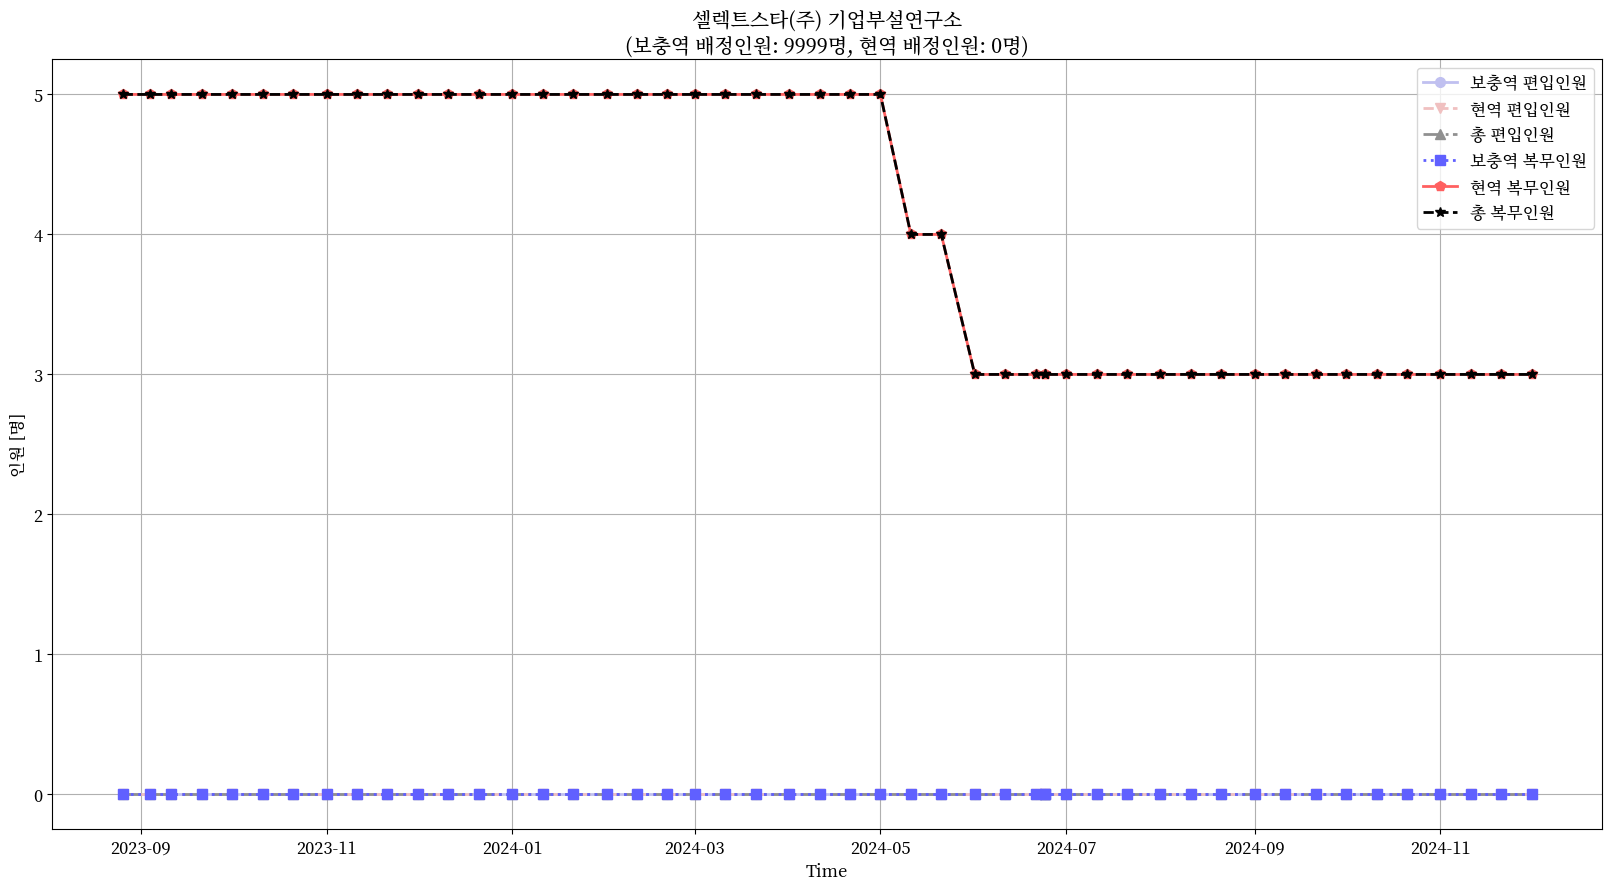 셀렉트스타(주) 기업부설연구소
(보충역 배정인원: 9999명, 현역 배정인원: 0명)
보충역 편입인원
현역 편입인원
총 편입인원
보충역 복무인원
현역 복무인원
총 복무인원
인원 [명]
5
4
3
2
1
0
2023-09
2023-11
2024-01
2024-03
2024-05
2024-07
2024-09
2024-11
Time